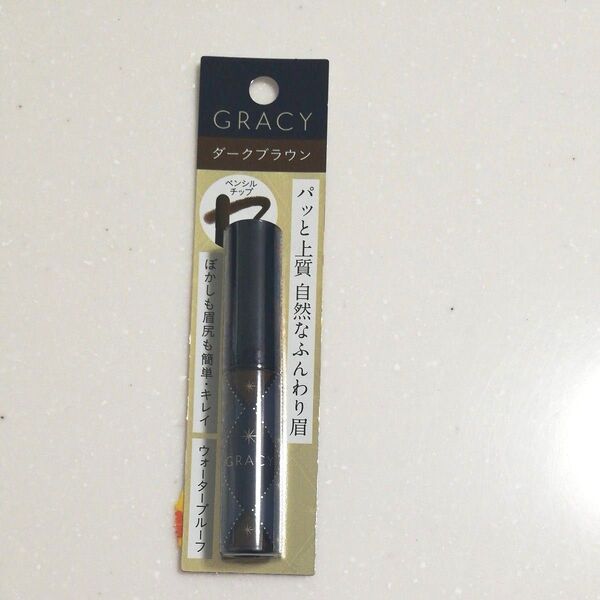 GRACY
ダークブラウン
ペンシル
チップ
パッと上質 自然なふんわり眉
ぼかしも眉尻も簡単・キレイ
ウォータープルーフ
GRACY